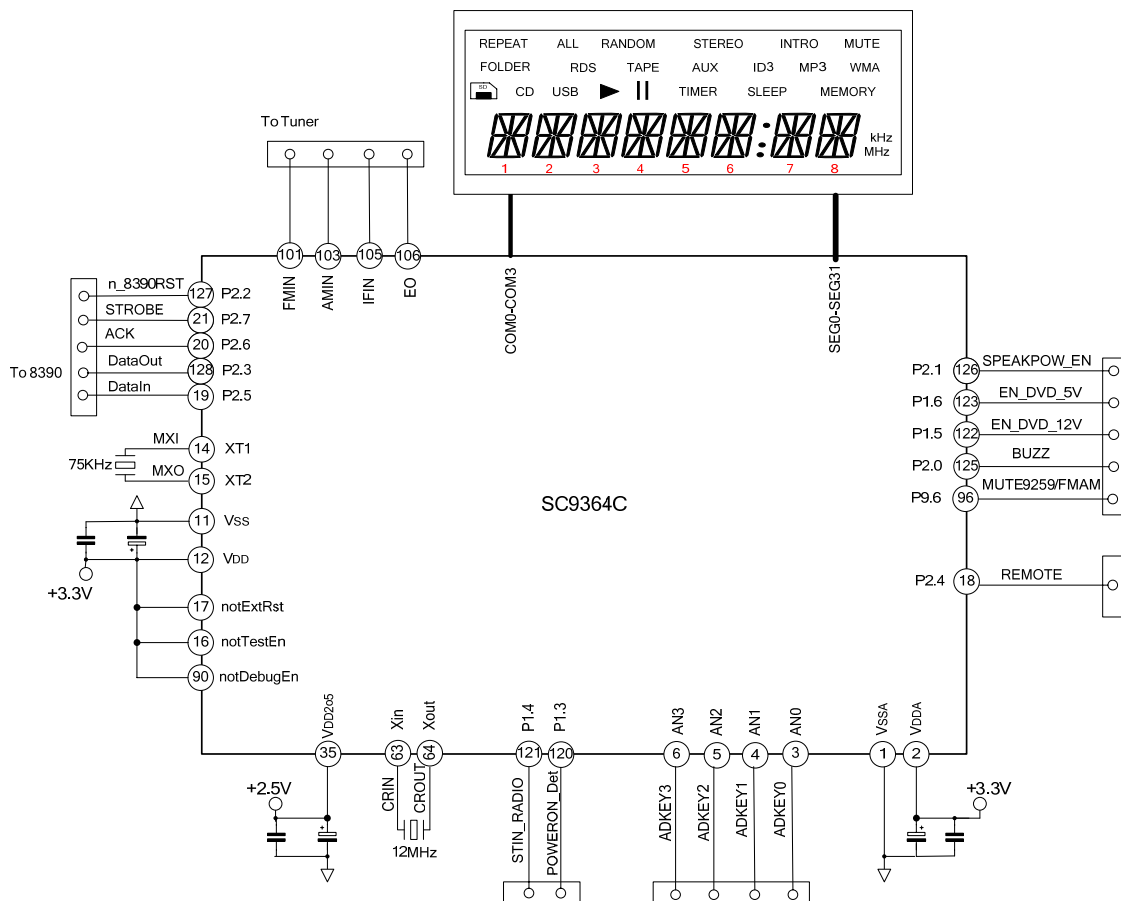 REPEAT ALL RANDOM STEREO INTRO MUTE
FOLDER RDS TAPE AUX ID3 MP3 WMA
SD CD USB TIMER SLEEP MEMORY
kHz
MHz
1 2 3 4 5 6 7 8
To Tuner
101 103 105 106
FMIN AMIN IFIN EO
COM0-COM3
SEG0-SEG31
To 8390
n_8390RST 127 P2.2
STROBE 21 P2.7
ACK 20 P2.6
DataOut 128 P2.3
DataIn 19 P2.5
75KHz
MXI 14 XT1
MXO 15 XT2
11 VSS
12 VDD
+3.3V
17 notExtRst
16 notTestEn
90 notDebugEn
SC9364C
P2.1 126 SPEAKPOW_EN
P1.6 123 EN_DVD_5V
P1.5 122 EN_DVD_12V
P2.0 125 BUZZ
P9.6 96 MUTE9259/FMAM
P2.4 18 REMOTE
VDD2o5 Xin Xout P1.4 P1.3 AN3 AN2 AN1 AN0 VSSA VDDA
35 63 64 121 120 6 5 4 3 1 2
+2.5V
CRIN CROUT
12MHz
STIN_RADIO POWERON_Det
ADKEY3 ADKEY2 ADKEY1 ADKEY0
+3.3V
+
+
+